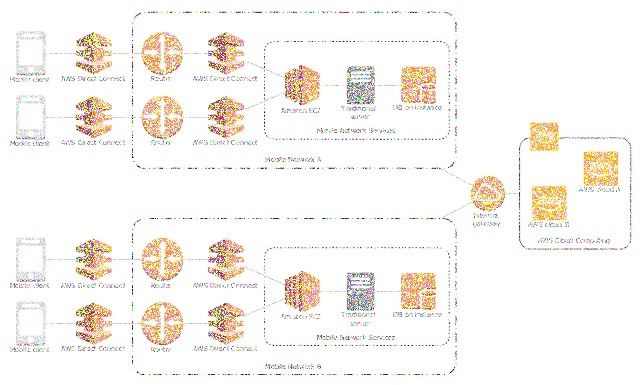 Mobile client
AWS Direct Connect
Router
AWS Direct Connect
Amazon EC2
Traditional
server
DB on Instance
Mobile client
AWS Direct Connect
Router
AWS Direct Connect
Mobile Network Services
Mobile Network A
AWS cloud A
Internet
gateway
AWS cloud B
AWS Cloud Computing
Mobile client
AWS Direct Connect
Router
AWS Direct Connect
Amazon EC2
Traditional
server
DB on Instance
Mobile client
AWS Direct Connect
Router
AWS Direct Connect
Mobile Network Services
Mobile Network B